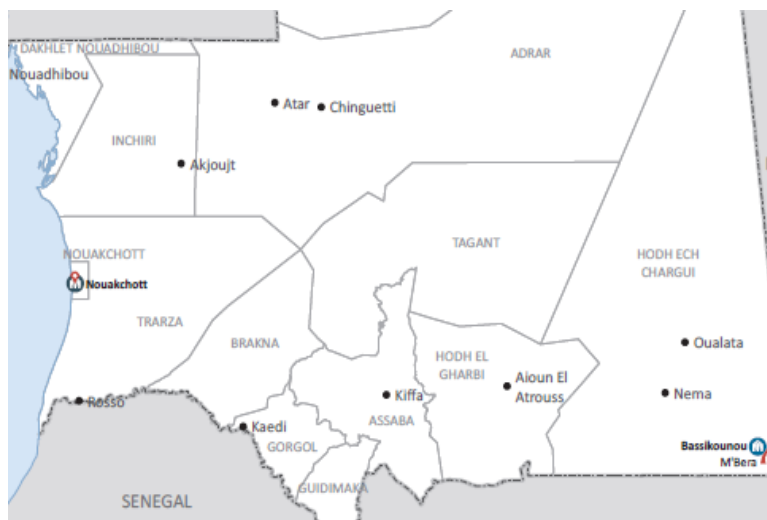 DAKHLET NOUADHIBOU
ADRAR
Nouadhibou
Atar
Chinguetti
INCHIRI
Akjoujt
NOUAKCHOTT
TAGANT
HODH ECH
CHARGUI
Nouakchott
TRARZA
BRAKNA
Oualata
HODH EL
GHARBI
Aioun El
Atrouss
Kiffa
Nema
Rosso
ASSABA
Kaedi
GORGOL
Bassikounou
M'Bera
GUIDIMAKA
SENEGAL